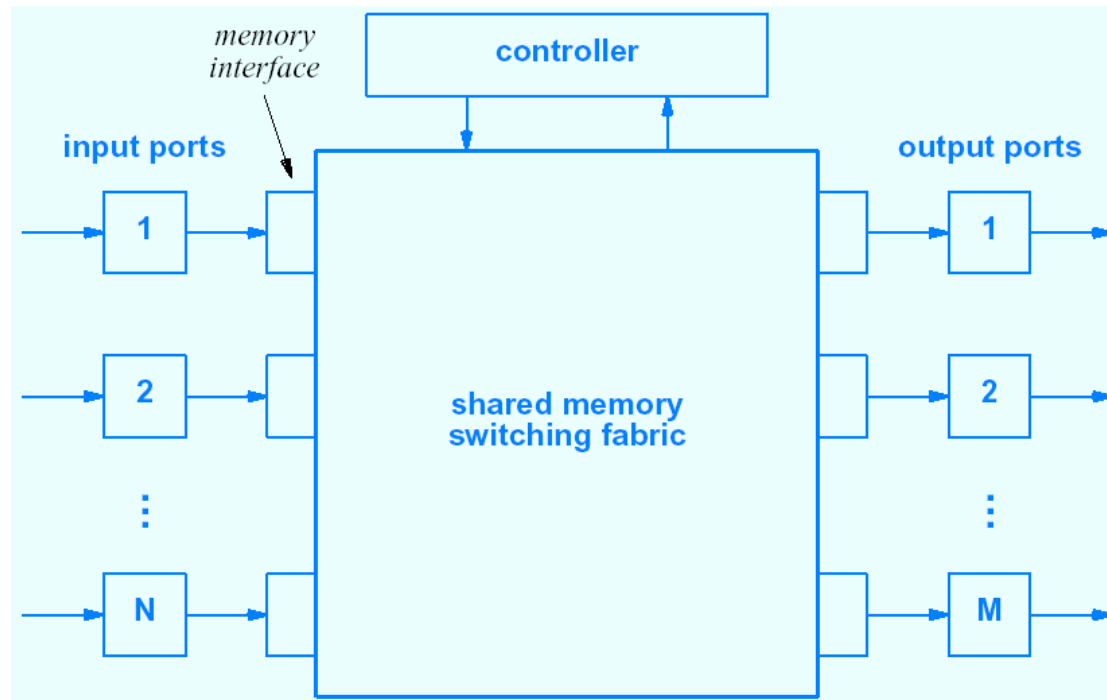 memory
interface
controller
input ports
output ports
1
1
2
shared memory
switching fabric
2
⋮
⋮
N
M